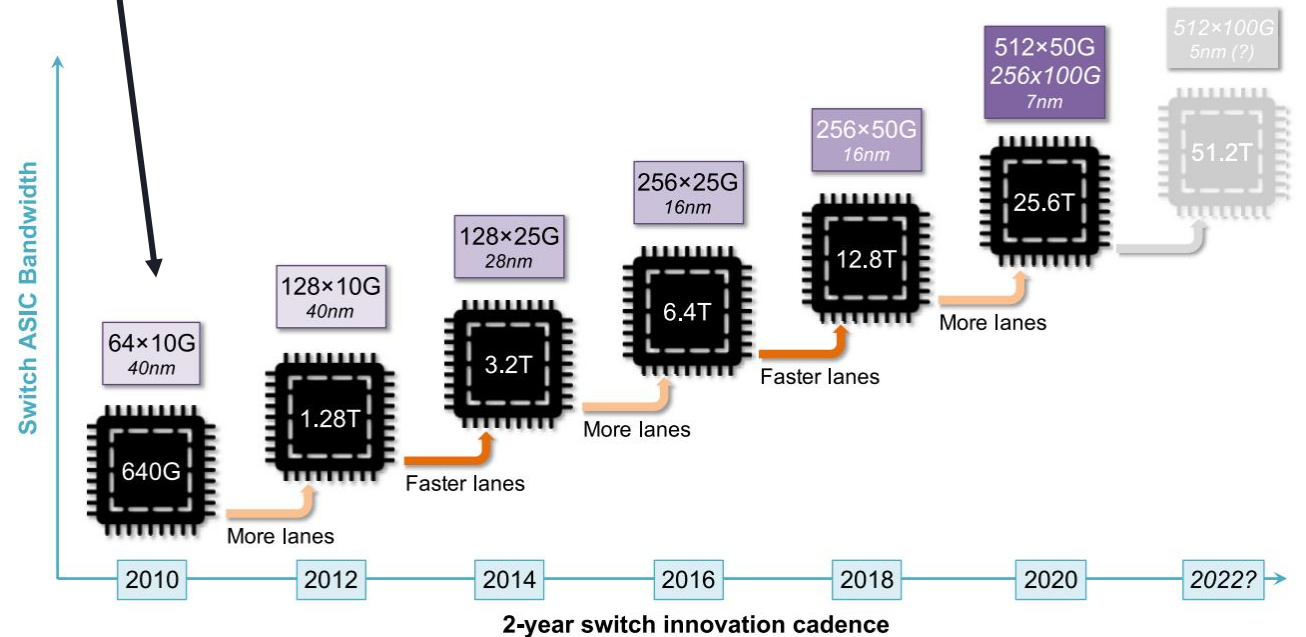 512×100G
5nm (?)
512×50G
256x100G
7nm
51.2T
256×50G
16nm
25.6T
256×25G
16nm
12.8T
More lanes
128×25G
28nm
6.4T
Faster lanes
128×10G
40nm
3.2T
More lanes
64×10G
40nm
1.28T
Faster lanes
640G
More lanes
Switch ASIC Bandwidth
2010
2012
2014
2016
2018
2020
2022?
2-year switch innovation cadence